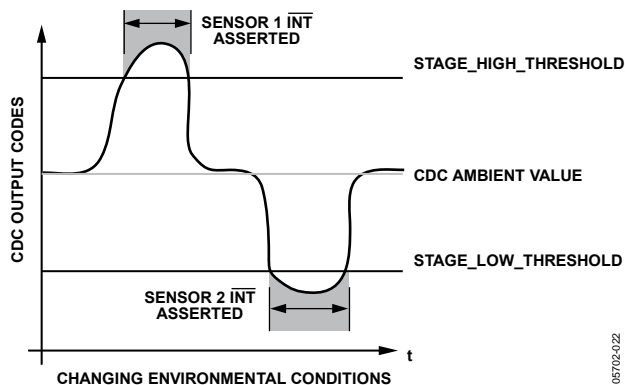 SENSOR 1 INT
ASSERTED
STAGE_HIGH_THRESHOLD
CDC OUTPUT CODES
CDC AMBIENT VALUE
STAGE_LOW_THRESHOLD
SENSOR 2 INT
ASSERTED
t
CHANGING ENVIRONMENTAL CONDITIONS
05702-022